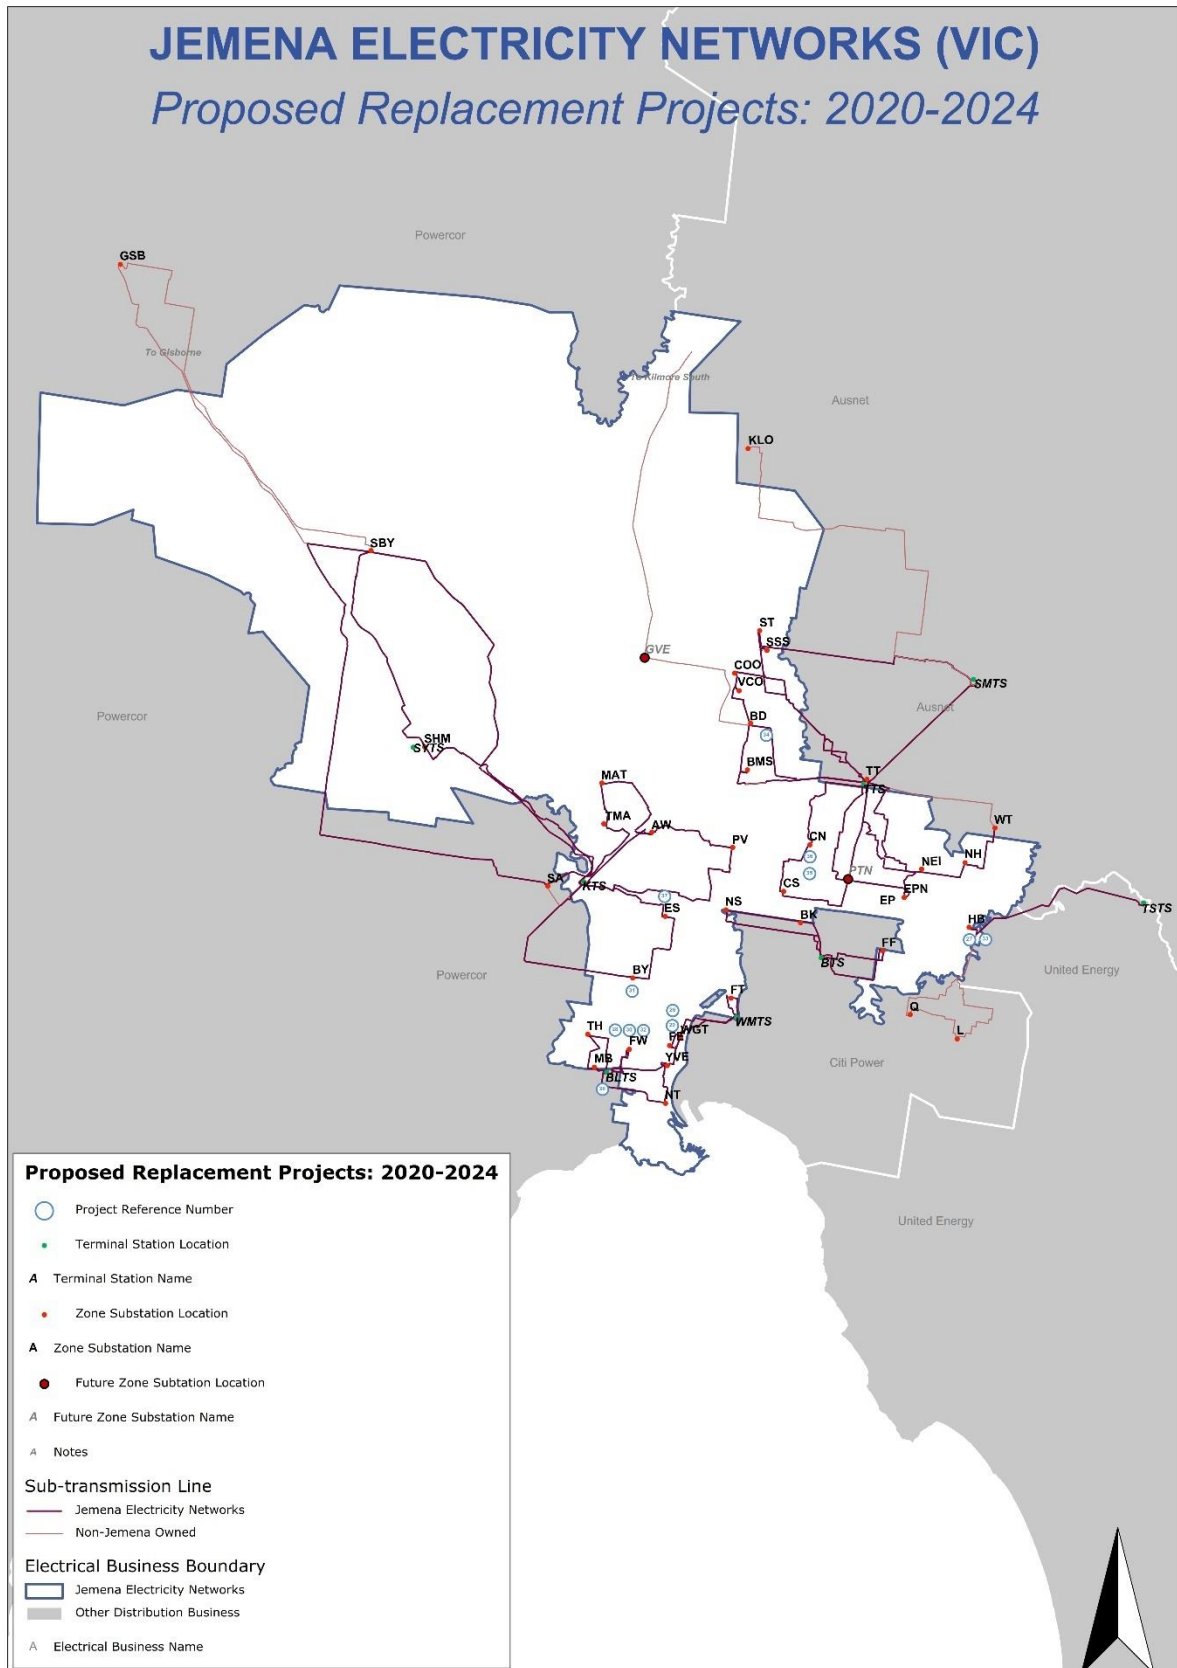 JEMENA ELECTRICITY NETWORKS (VIC)
Proposed Replacement Projects: 2020-2024
Powercor
GSB
To Gisborne
To Kilmore South
Ausnet
KLO
SBY
ST
SSS
GVE
COO
VCO
SMTS
Ausnet
Powercor
BD
34
SHM
SYTS
BMS
MAT
TT
TTS
TMA
AW
WT
PV
CN
NH
NEI
PTN
SA
KTS
CS
EPN
EP
ES
NS
TSTS
BK
HB
FF
BTS
Powercor
BY
United Energy
FT
Q
WMTS
TH
WGT
FW
FE
L
MB
YVE
Citi Power
BLTS
NT
Proposed Replacement Projects: 2020-2024
Project Reference Number
Terminal Station Location
A Terminal Station Name
Zone Substation Location
A Zone Substation Name
Future Zone Subtation Location
A Future Zone Substation Name
A Notes
Sub-transmission Line
Jemena Electricity Networks
Non-Jemena Owned
Electrical Business Boundary
Jemena Electricity Networks
Other Distribution Business
A Electrical Business Name
United Energy